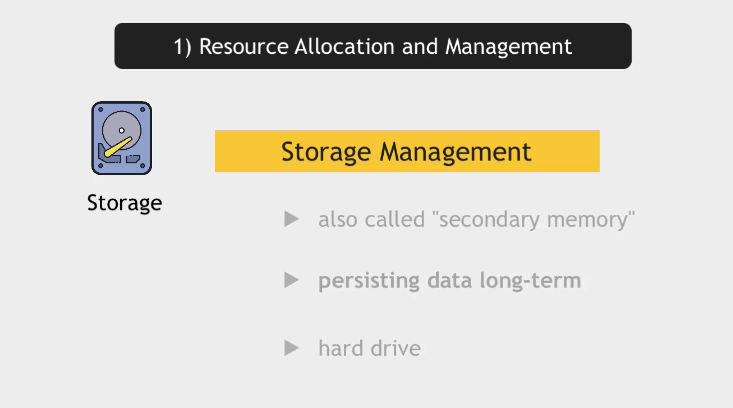 1) Resource Allocation and Management
Storage Management
Storage
also called "secondary memory"
persisting data long-term
hard drive